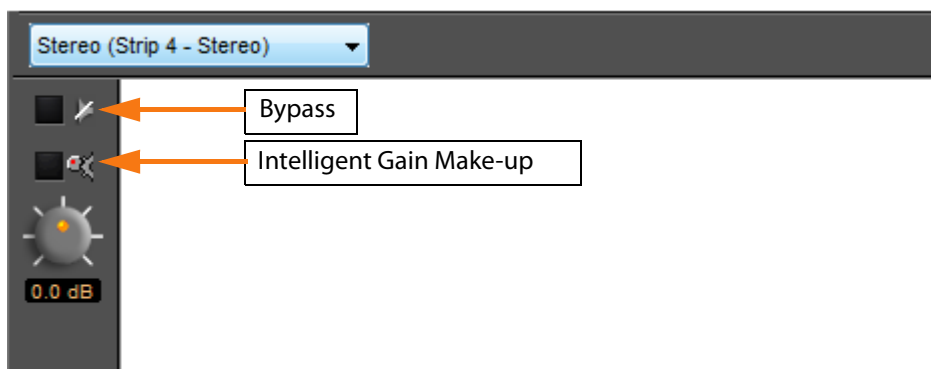 Stereo (Strip 4 - Stereo)
Bypass
Intelligent Gain Make-up
0.0 dB